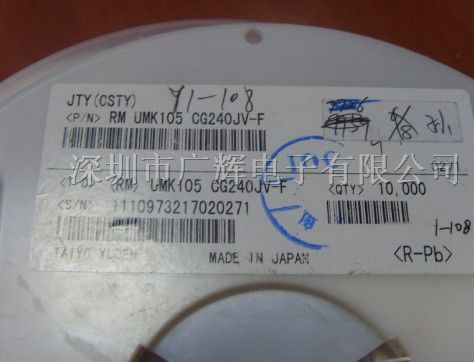 JTY(CSTY) Y1-108
<P/N> RM UMK105 CG240JV-F
深圳市广辉电子有限公司
(RM) UMK105 CG240JV-F <QTY> 10,000
<S/N> 1110973217020271
1-108
TAIYO YUDEN MADE IN JAPAN <R-Pb>